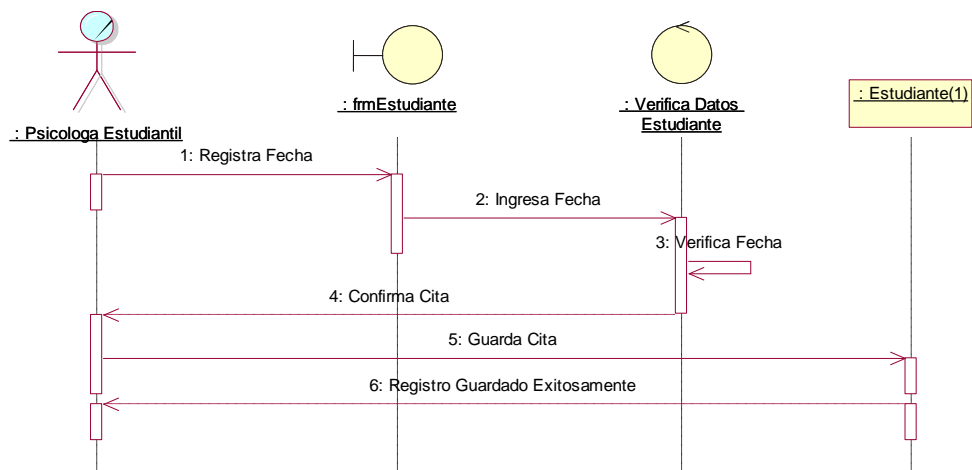 : Psicologa Estudiantil
: frmEstudiante
: Verifica Datos
Estudiante
: Estudiante(1)
1: Registra Fecha
2: Ingresa Fecha
3: Verifica Fecha
4: Confirma Cita
5: Guarda Cita
6: Registro Guardado Exitosamente